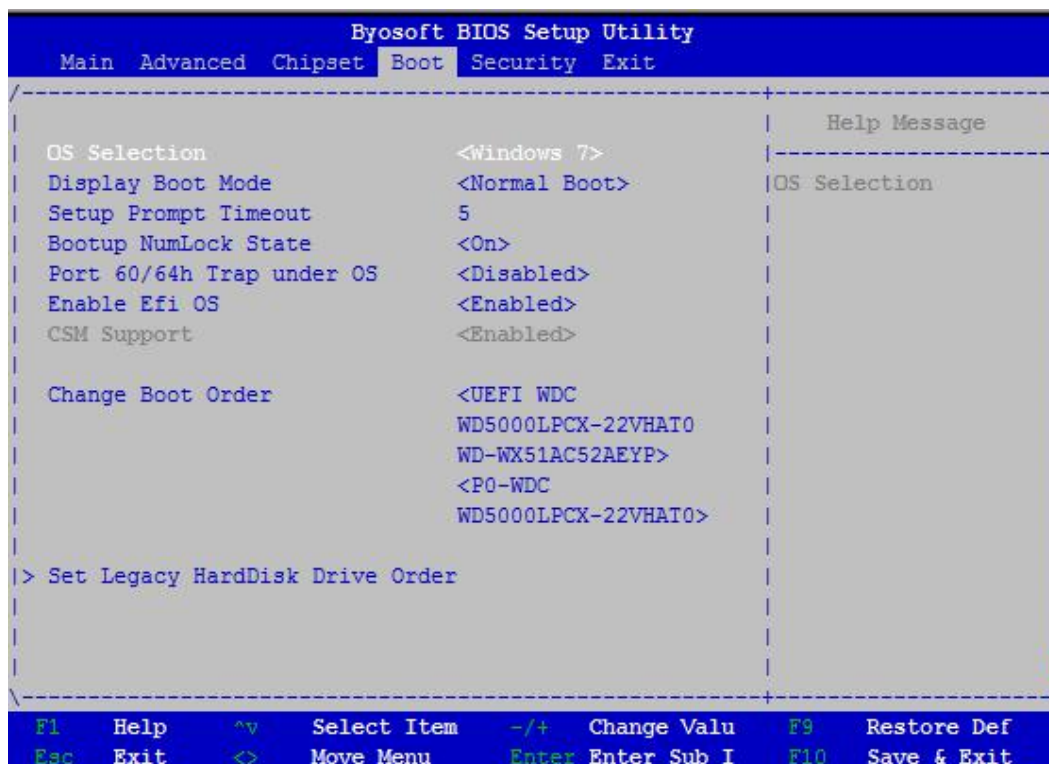 Byosoft BIOS Setup Utility
Main Advanced Chipset Boot Security Exit
Help Message
OS Selection <Windows 7>
OS Selection
Display Boot Mode <Normal Boot>
Setup Prompt Timeout 5
Bootup NumLock State <On>
Port 60/64h Trap under OS <Disabled>
Enable Efi OS <Enabled>
CSM Support <Enabled>
Change Boot Order <UEFI WDC
WD5000LPCX-22VHAT0
WD-WX51AC52AEYP>
<P0-WDC
WD5000LPCX-22VHAT0>
> Set Legacy HardDisk Drive Order
F1 Help ^v Select Item -/+ Change Valu F9 Restore Def
Esc Exit <> Move Menu Enter Enter Sub I F10 Save & Exit